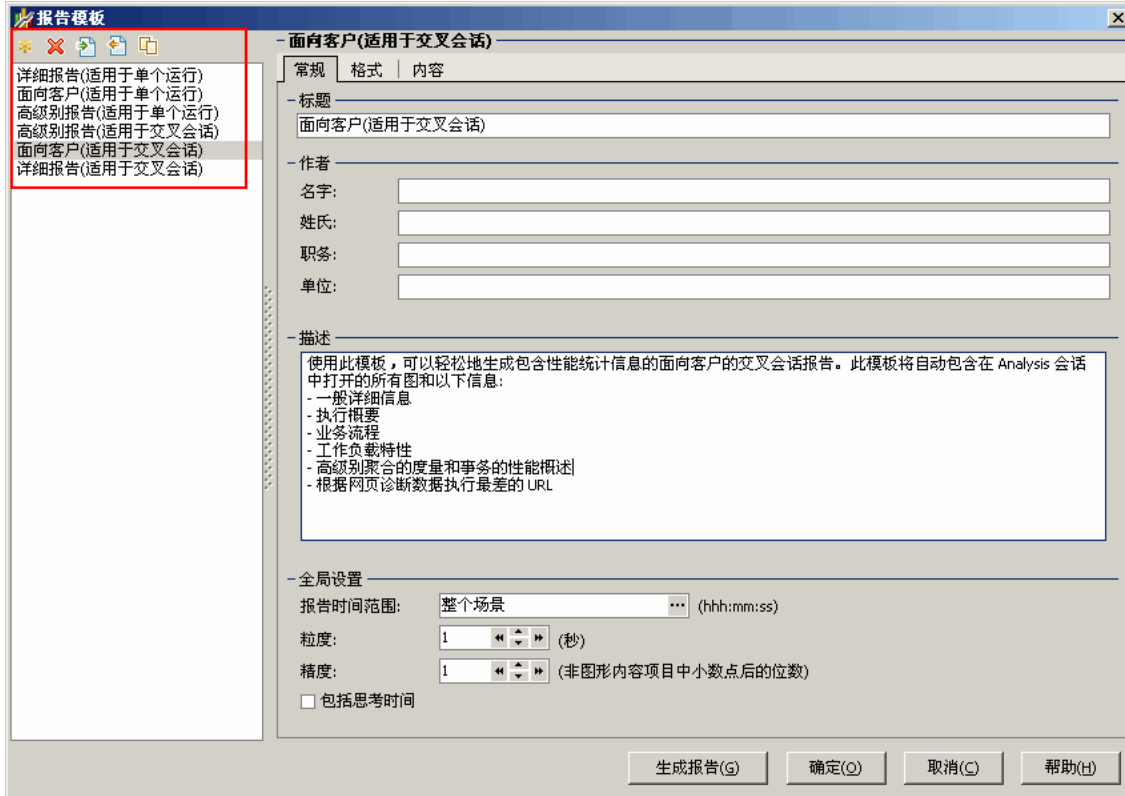 报告模板
详细报告(适用于单个运行)
面向客户(适用于单个运行)
高级别报告(适用于单个运行)
高级别报告(适用于交叉会话)
面向客户(适用于交叉会话)
详细报告(适用于交叉会话)
面向客户(适用于交叉会话)
常规 格式 内容
标题
面向客户(适用于交叉会话)
作者
名字:
姓氏:
职务:
单位:
描述
使用此模板，可以轻松地生成包含性能统计信息的面向客户的交叉会话报告。此模板将自动包含在 Analysis 会话
中打开的所有图和以下信息:
- 一般详细信息
- 执行概要
- 业务流程
- 工作负载特性
- 高级别聚合的度量和事务的性能概述
- 根据网页诊断数据执行最差的 URL
全局设置
报告时间范围: 整个场景 ... (hhh:mm:ss)
粒度: 1 (秒)
精度: 1 (非图形内容项目中小数点后的位数)
包括思考时间
生成报告(G) 确定(O) 取消(C) 帮助(H)